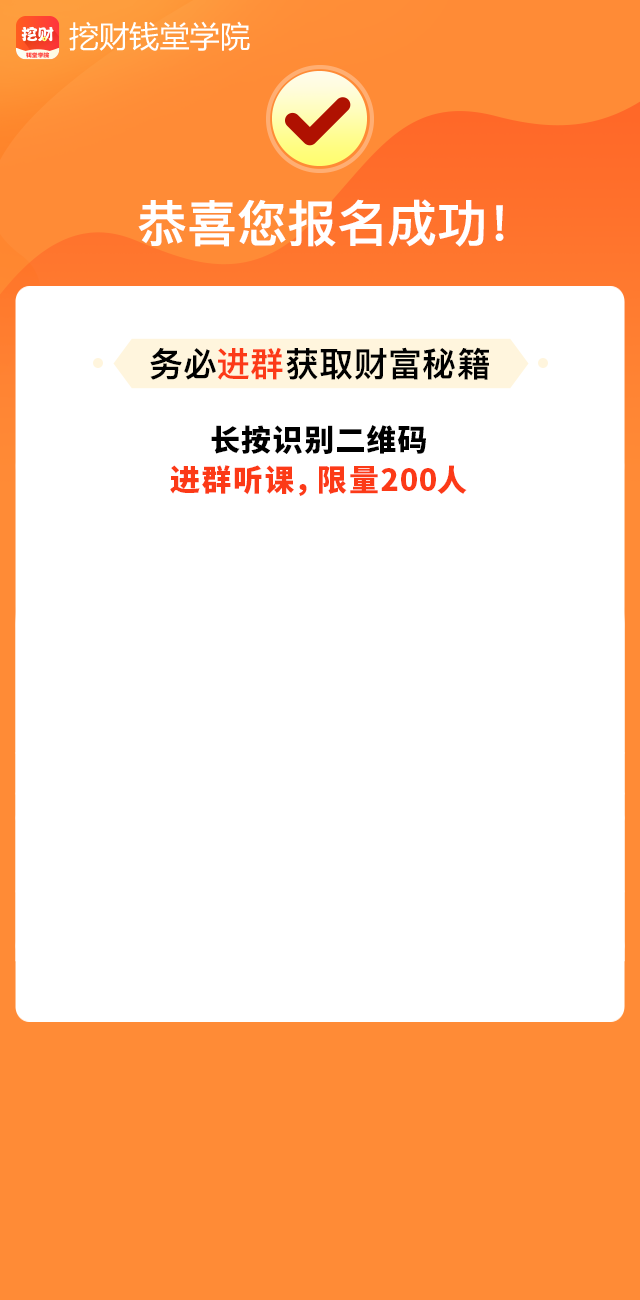 挖财
钱堂学院
挖财钱堂学院
恭喜您报名成功！
务必进群获取财富秘籍
长按识别二维码
进群听课，限量200人